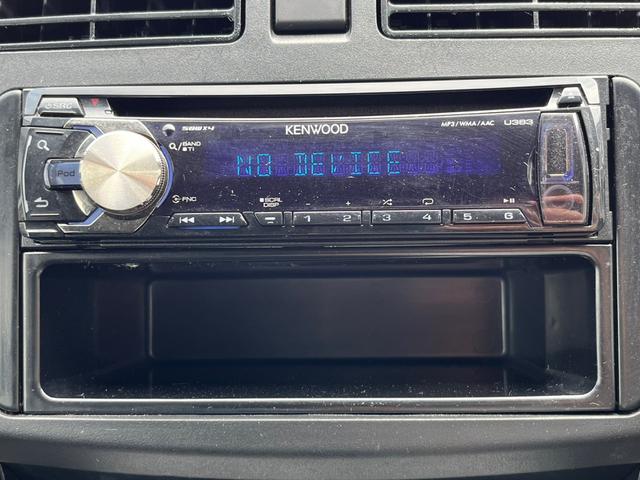 SRC
50W×4
KENWOOD
MP3/WMA/AAC
U383
BAND
TI
iPod
NO DEVICE
FNC
SCRL
DISP
- +
1 2
3 4
5 6